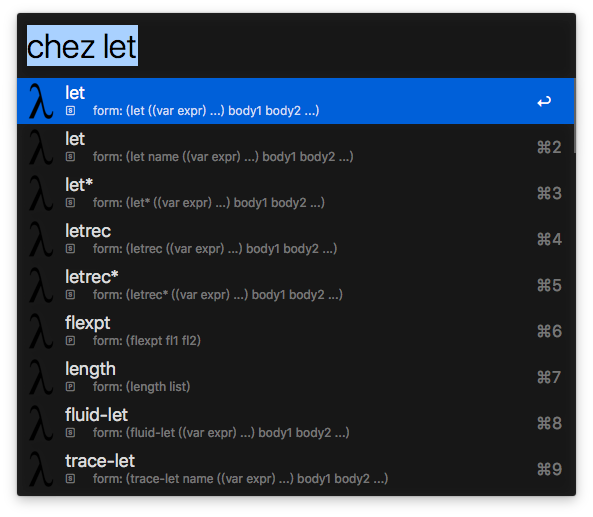 chez let
λ let ↩
🅂 form: (let ((var expr) ...) body1 body2 ...)
λ let ⌘2
🅂 form: (let name ((var expr) ...) body1 body2 ...)
λ let* ⌘3
🅂 form: (let* ((var expr) ...) body1 body2 ...)
λ letrec ⌘4
🅂 form: (letrec ((var expr) ...) body1 body2 ...)
λ letrec* ⌘5
🅂 form: (letrec* ((var expr) ...) body1 body2 ...)
λ flexpt ⌘6
🄿 form: (flexpt fl1 fl2)
λ length ⌘7
🄿 form: (length list)
λ fluid-let ⌘8
🅂 form: (fluid-let ((var expr) ...) body1 body2 ...)
λ trace-let ⌘9
🅂 form: (trace-let name ((var expr) ...) body1 body2 ...)